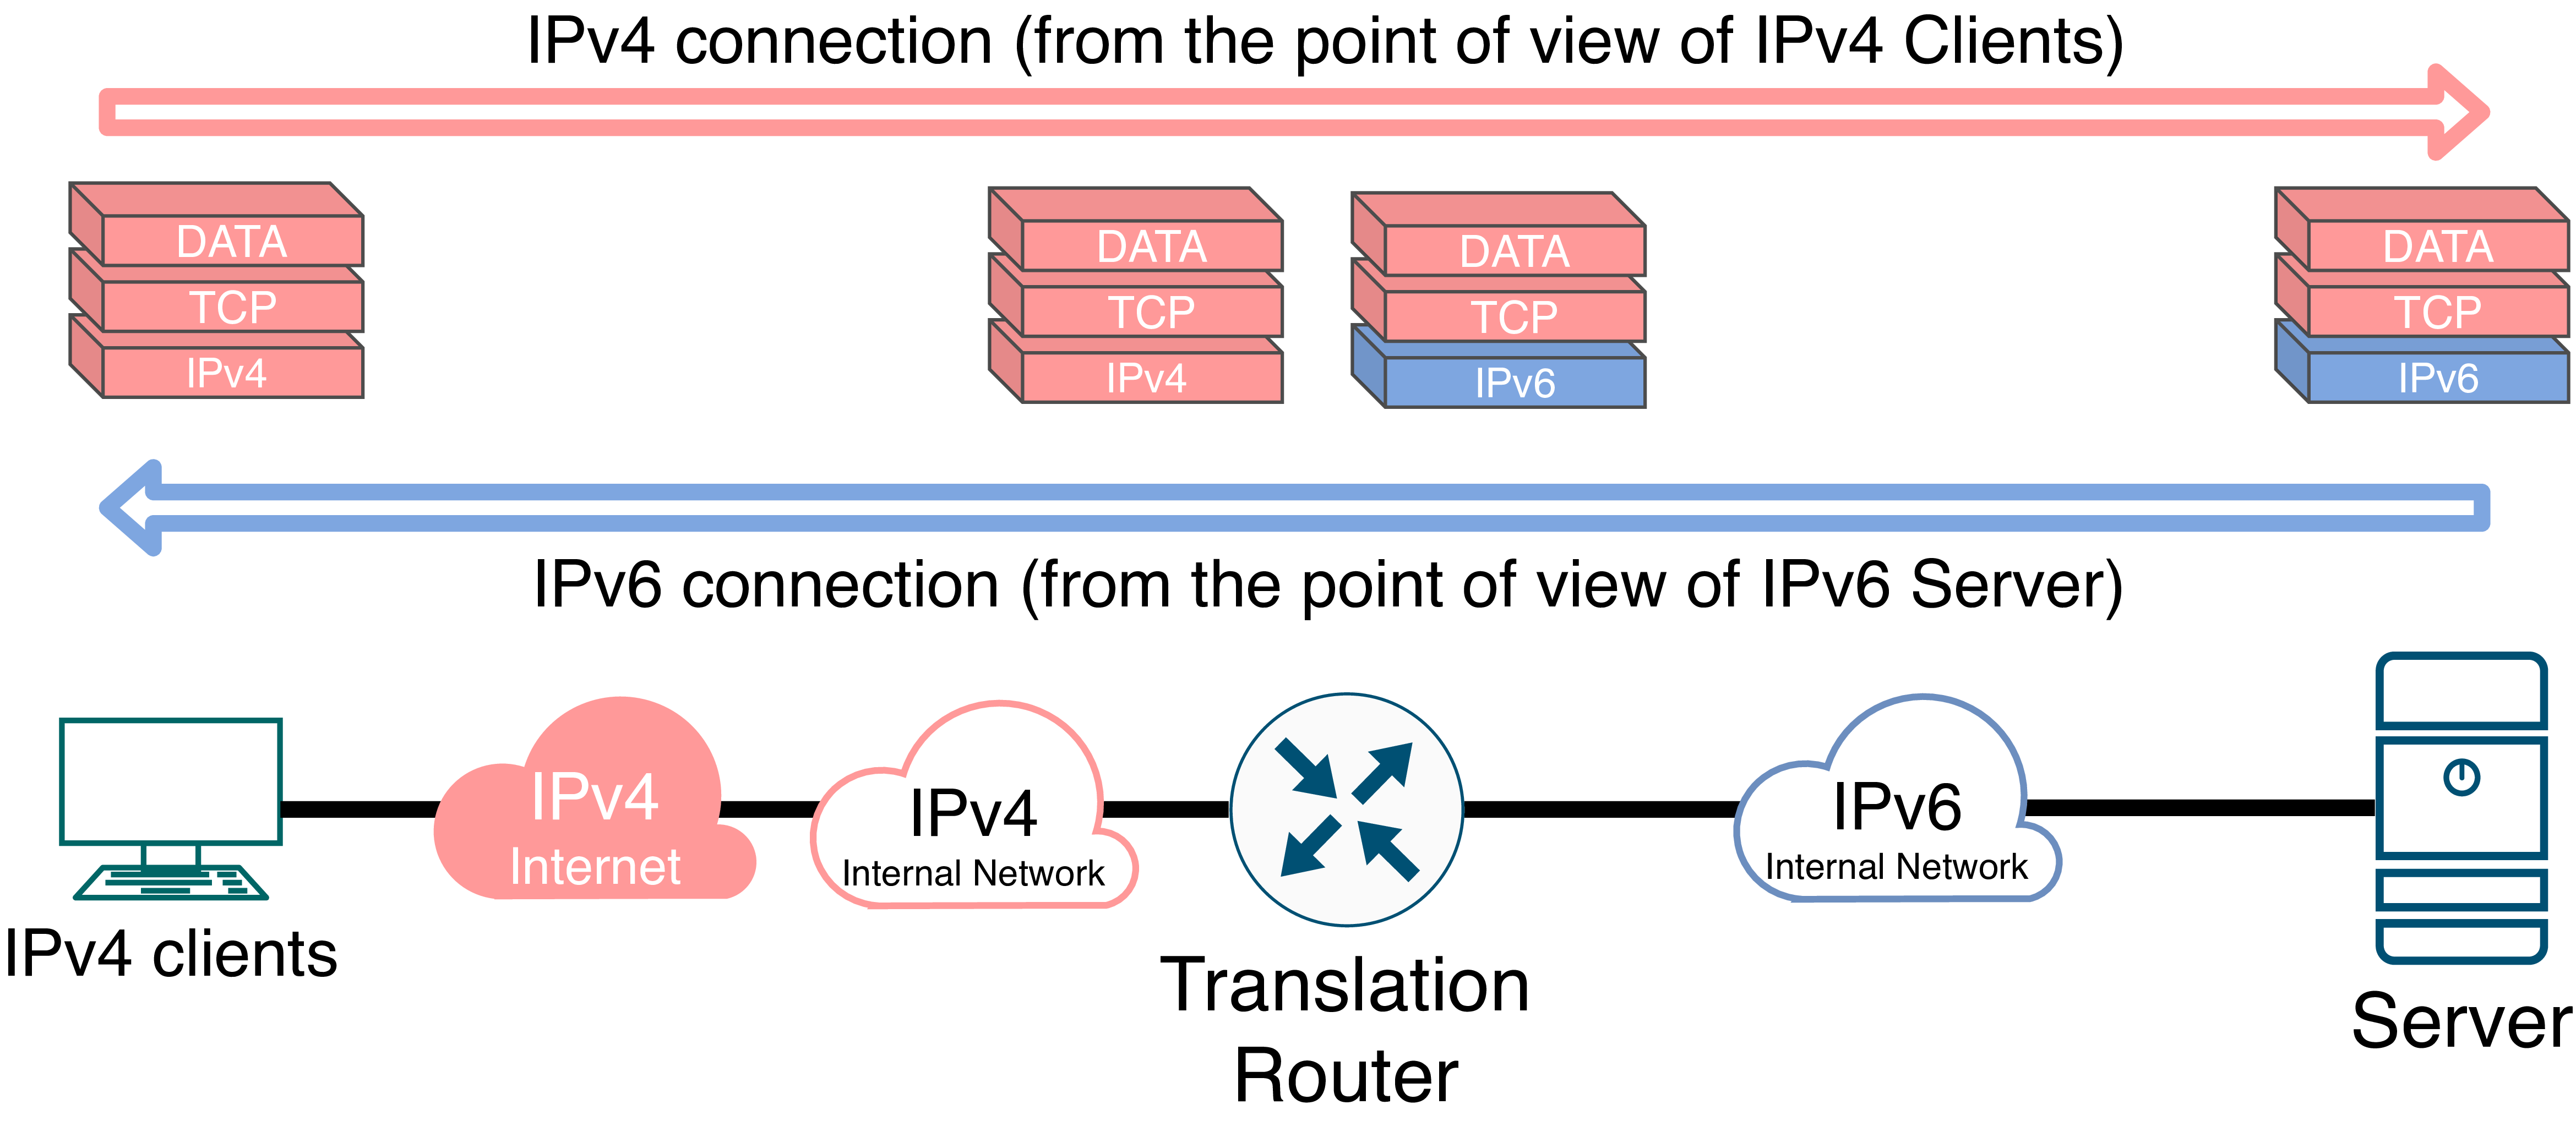 IPv4 connection (from the point of view of IPv4 Clients)
DATA
TCP
IPv4
DATA
TCP
IPv4
DATA
TCP
IPv6
DATA
TCP
IPv6
IPv6 connection (from the point of view of IPv6 Server)
IPv4
Internet
IPv4
Internal Network
IPv6
Internal Network
IPv4 clients
Translation
Router
Server